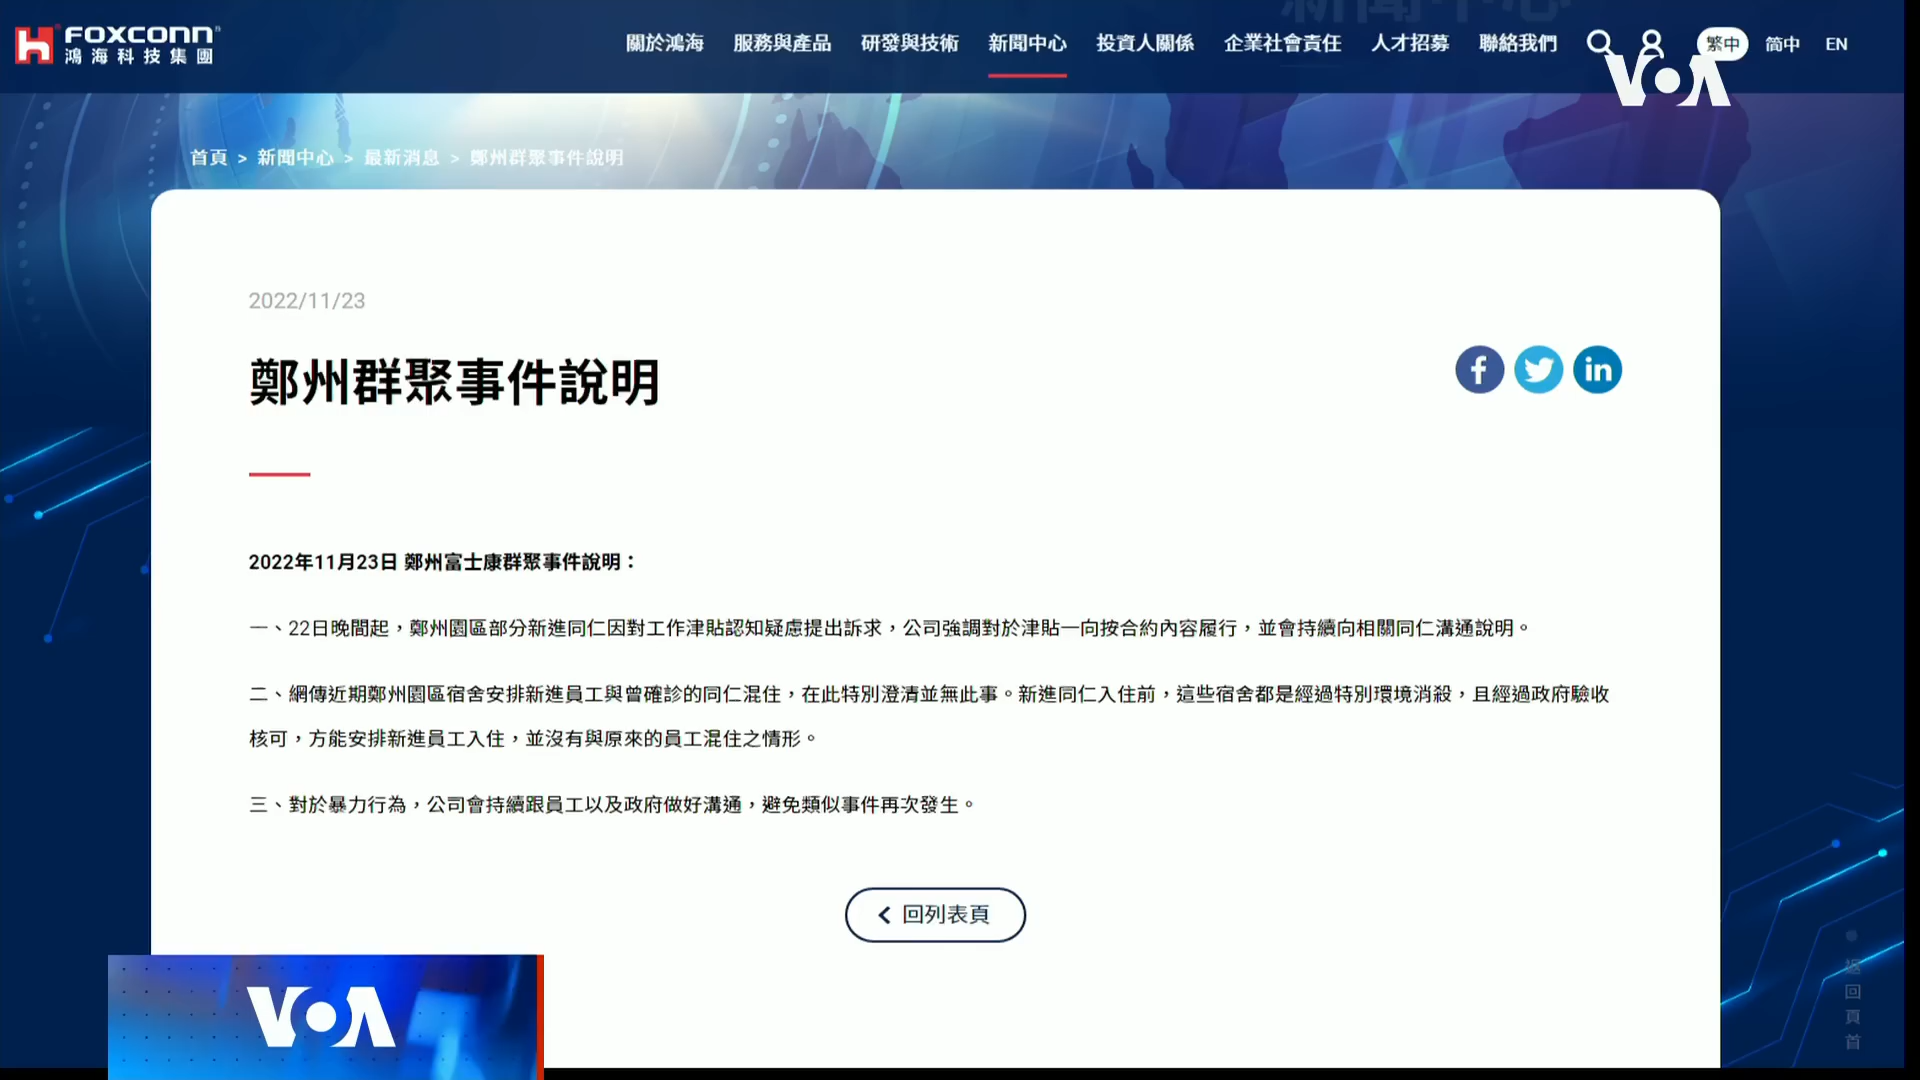 FOXCONN
鴻海科技集團
關於鴻海 服務與產品 研發與技術 新聞中心 投資人關係 企業社會責任 人才招募 聯絡我們 繁中 简中 EN
VOA
首頁 > 新聞中心 > 最新消息 > 鄭州群聚事件說明
2022/11/23
鄭州群聚事件說明
2022年11月23日 鄭州富士康群聚事件說明：
一、22日晚間起，鄭州園區部分新進同仁因對工作津貼認知疑慮提出訴求，公司強調對於津貼一向按合約內容履行，並會持續向相關同仁溝通說明。
二、網傳近期鄭州園區宿舍安排新進員工與曾確診的同仁混住，在此特別澄清並無此事。新進同仁入住前，這些宿舍都是經過特別環境消殺，且經過政府驗收
核可，方能安排新進員工入住，並沒有與原來的員工混住之情形。
三、對於暴力行為，公司會持續跟員工以及政府做好溝通，避免類似事件再次發生。
回列表頁
VOA
返回頁首